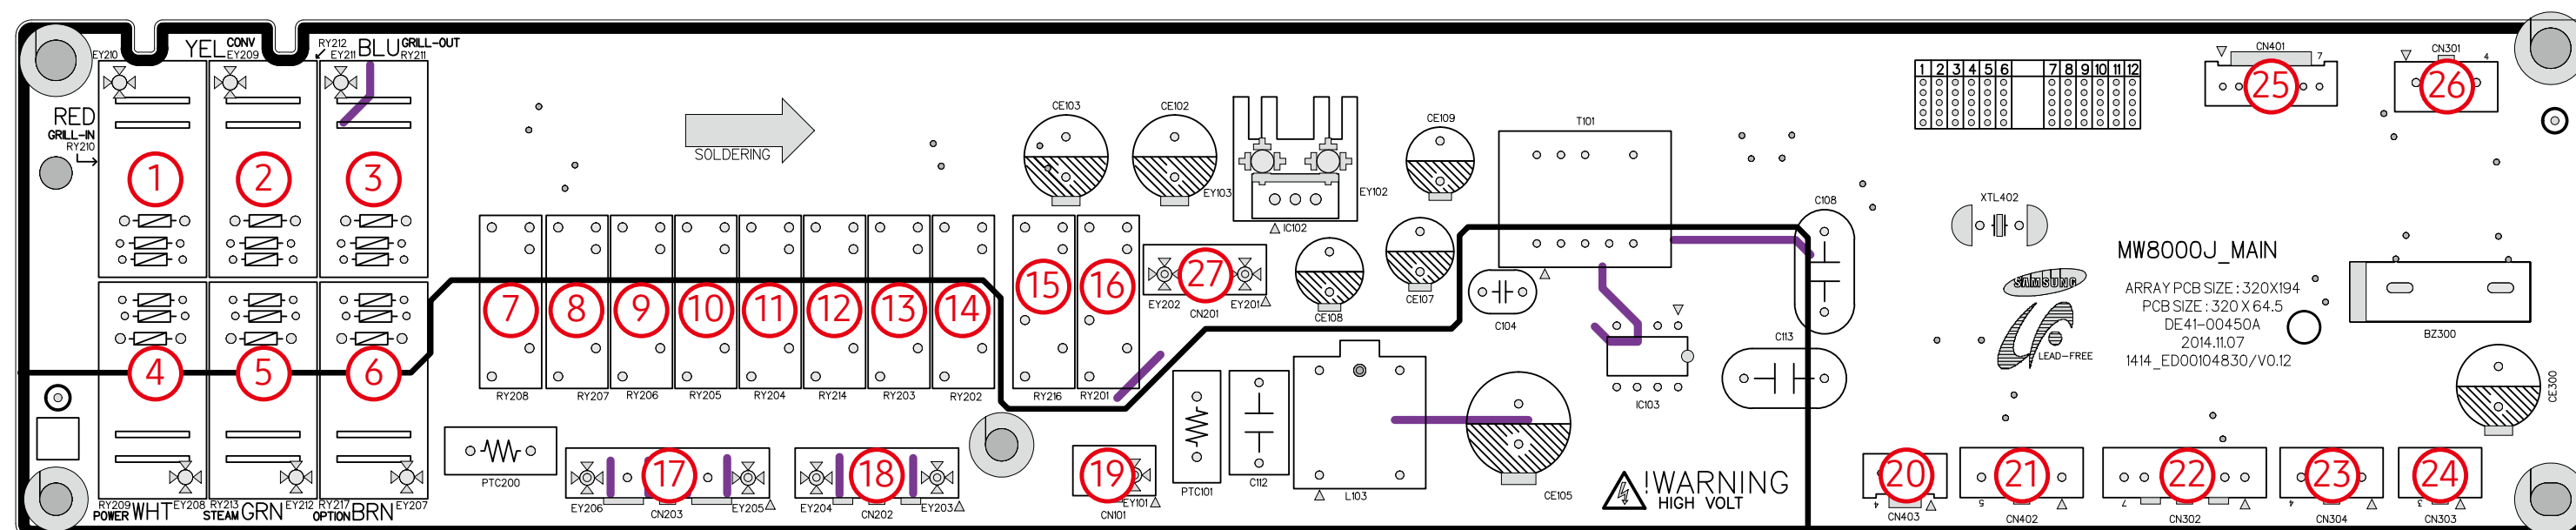 EY210
YEL CONV
EY209
RY212
EY211 BLU GRILL-OUT
RY211
RED
GRILL-IN
RY210
1
2
3
4
5
6
RY209
POWER WHT EY208
RY213
STEAM GRN EY212
RY217
OPTION BRN EY207
SOLDERING
7
8
9
10
11
12
13
14
15
16
RY208
RY207
RY206
RY205
RY204
RY214
RY203
RY202
RY216
RY201
PTC200
17
EY206
CN203
EY205
18
EY204
CN202
EY203
19
EY101
CN101
PTC101
C112
L103
CE105
CE103
CE102
EY103
EY102
IC102
CE109
T101
CE107
CE108
27
EY202
CN201
EY201
C104
IC103
C108
C113
!WARNING
HIGH VOLT
1 2 3 4 5 6 7 8 9 10 11 12
CN401
7
25
CN301
4
26
XTL402
MW8000J_MAIN
SAMSUNG
ARRAY PCB SIZE : 320X194
PCB SIZE : 320 X 64.5
DE41-00450A
2014.11.07
1414_ED00104830/V0.12
LEAD-FREE
BZ300
CE300
20
4
CN403
21
5
CN402
22
7
CN302
23
4
CN304
24
3
CN303